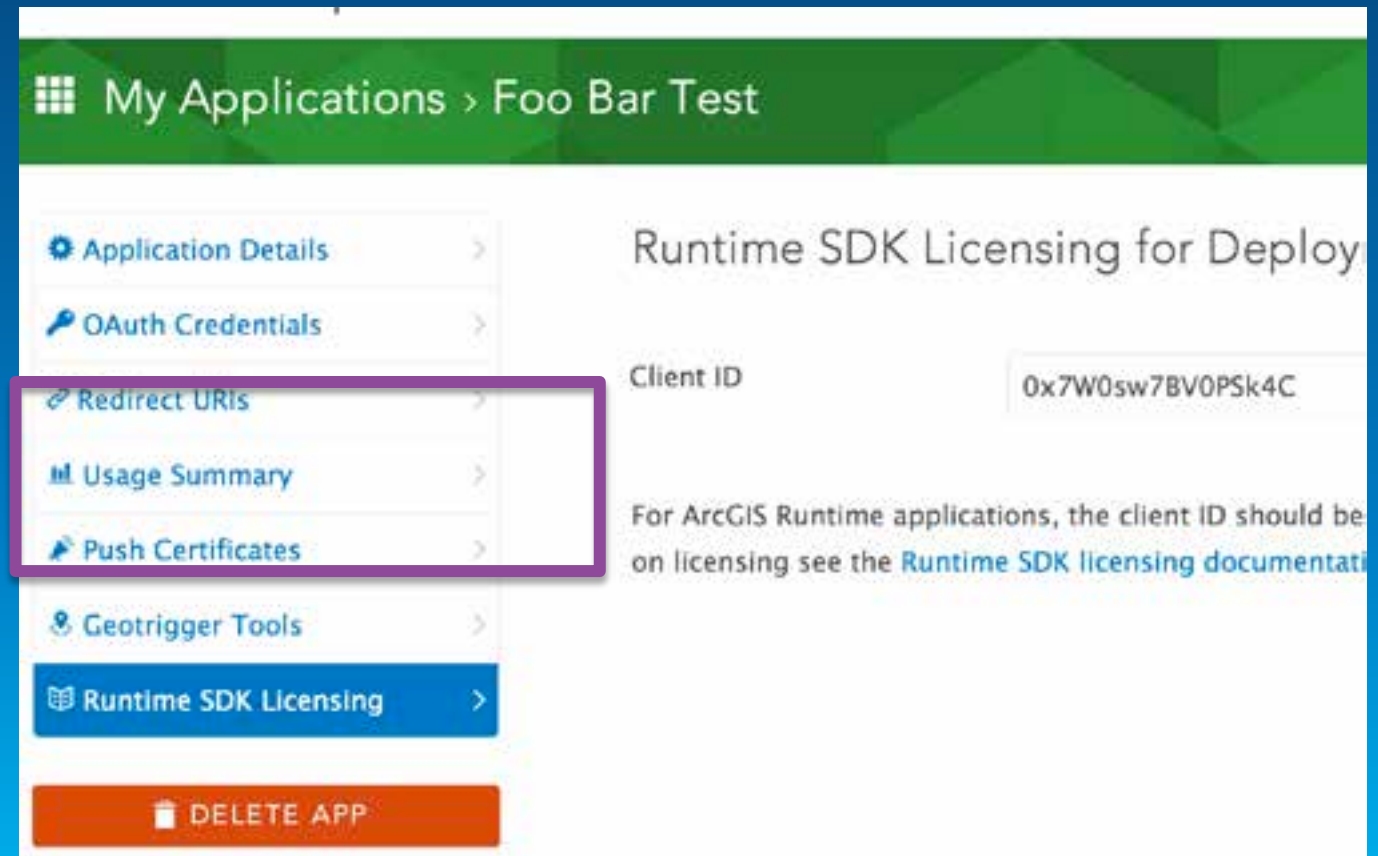 My Applications › Foo Bar Test
Application Details
OAuth Credentials
Redirect URIs
Usage Summary
Push Certificates
Geotrigger Tools
Runtime SDK Licensing
DELETE APP
Runtime SDK Licensing for Deploy
Client ID
0x7W0sw7BV0PSk4C
For ArcGIS Runtime applications, the client ID should be
on licensing see the Runtime SDK licensing documentati